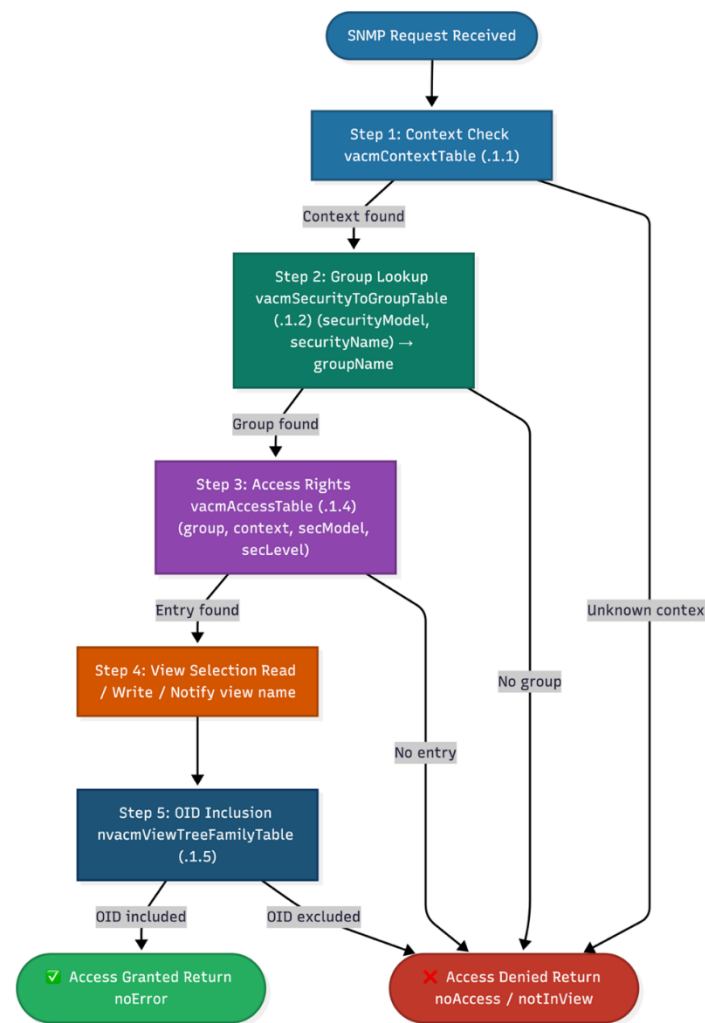 SNMP Request Received
Step 1: Context Check
vacmContextTable (.1.1)
Context found
Step 2: Group Lookup
vacmSecurityToGroupTable
(.1.2) (securityModel,
securityName) →
groupName
Group found
Step 3: Access Rights
vacmAccessTable (.1.4)
(group, context, secModel,
secLevel)
Entry found
Unknown contex
Step 4: View Selection Read
/ Write / Notify view name
No group
No entry
Step 5: OID Inclusion
nvacmViewTreeFamilyTable
(.1.5)
OID included
OID excluded
✅ Access Granted Return
noError
❌ Access Denied Return
noAccess / notInView